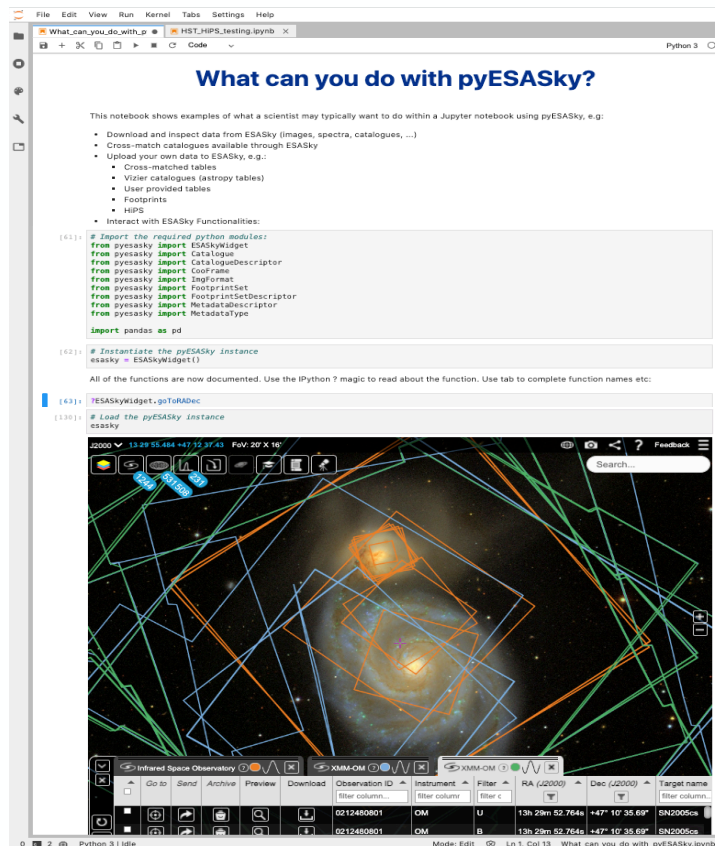 File Edit View Run Kernel Tabs Settings Help
What_can_you_do_with_p HST_HiPS_testing.ipynb
Code Python 3
What can you do with pyESASky?
This notebook shows examples of what a scientist may typically want to do within a Jupyter notebook using pyESASky, e.g:
• Download and inspect data from ESASky (images, spectra, catalogues, ...)
• Cross-match catalogues available through ESASky
• Upload your own data to ESASky, e.g.:
▪ Cross-matched tables
▪ Vizier catalogues (astropy tables)
▪ User provided tables
▪ Footprints
▪ HiPS
• Interact with ESASky Functionalities:
[61]: # Import the required python modules:
from pyesasky import ESASkyWidget
from pyesasky import Catalogue
from pyesasky import CatalogueDescriptor
from pyesasky import CooFrame
from pyesasky import ImgFormat
from pyesasky import FootprintSet
from pyesasky import FootprintSetDescriptor
from pyesasky import MetadataDescriptor
from pyesasky import MetadataType
import pandas as pd
[62]: # Instantiate the pyESASky instance
esasky = ESASkyWidget()
All of the functions are now documented. Use the IPython ? magic to read about the function. Use tab to complete function names etc:
[63]: ?ESASkyWidget.goToRADec
[130]: # Load the pyESASky instance
esasky
J2000 13 29 55.484 +47 12 37.43 FoV: 20' X 16' Feedback
Search...
1244 531508 231
Infrared Space Observatory XMM-OM XMM-OM
Go to Send Archive Preview Download Observation ID Instrument Filter RA (J2000) Dec (J2000) Target name
filter column... filter colum filter c filter column...
0212480801 OM U 13h 29m 52.764s +47° 10' 35.69" SN2005cs
0212480801 OM B 13h 29m 52.764s +47° 10' 35.69" SN2005cs
0 2 Python 3 | Idle Mode: Edit Ln 1, Col 13 What_can_you_do_with_pyESASky.ipynb